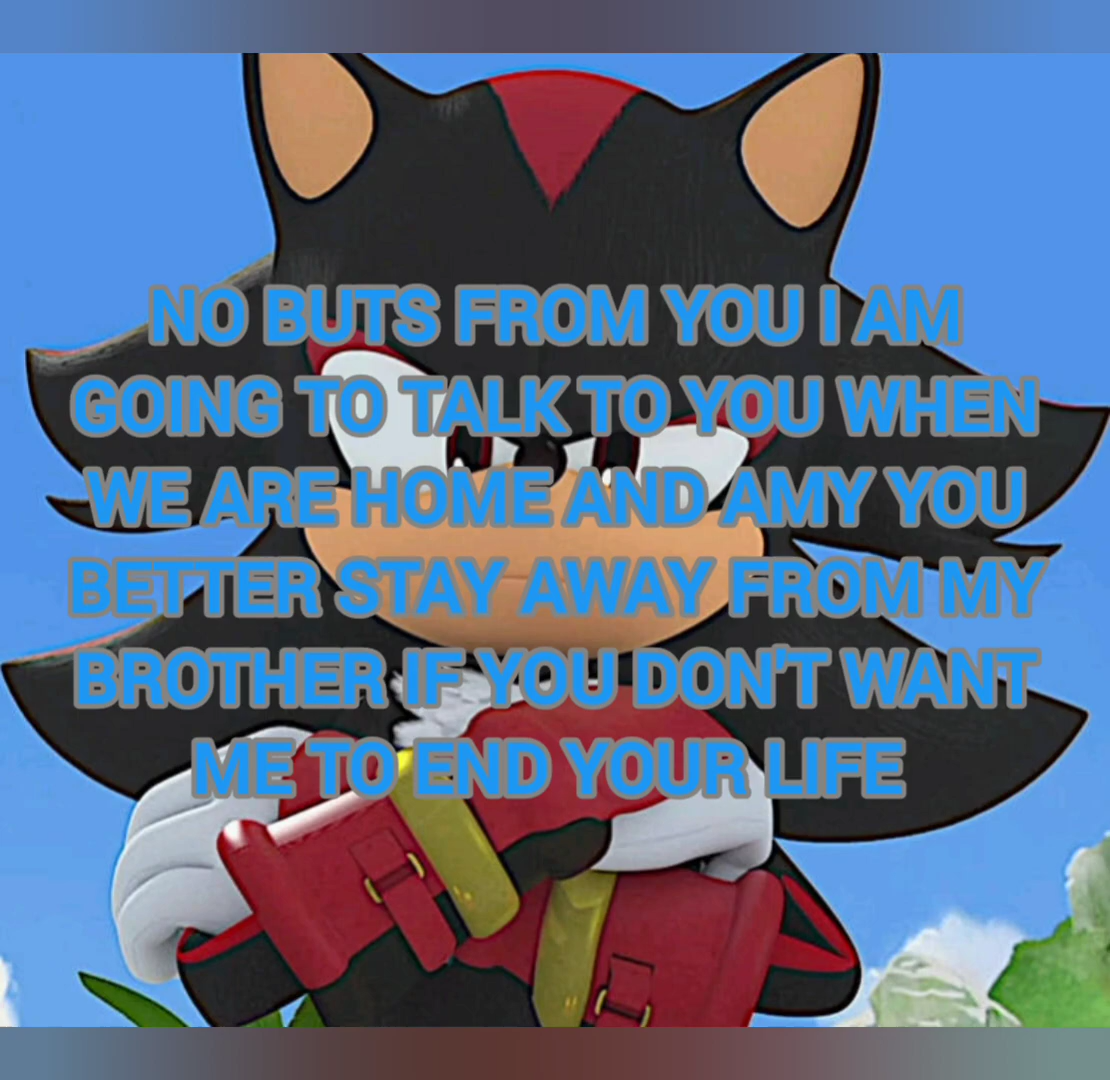 NO BUTS FROM YOU I AM
GOING TO TALK TO YOU WHEN
WE ARE HOME AND AMY YOU
BETTER STAY AWAY FROM MY
BROTHER IF YOU DON'T WANT
ME TO END YOUR LIFE